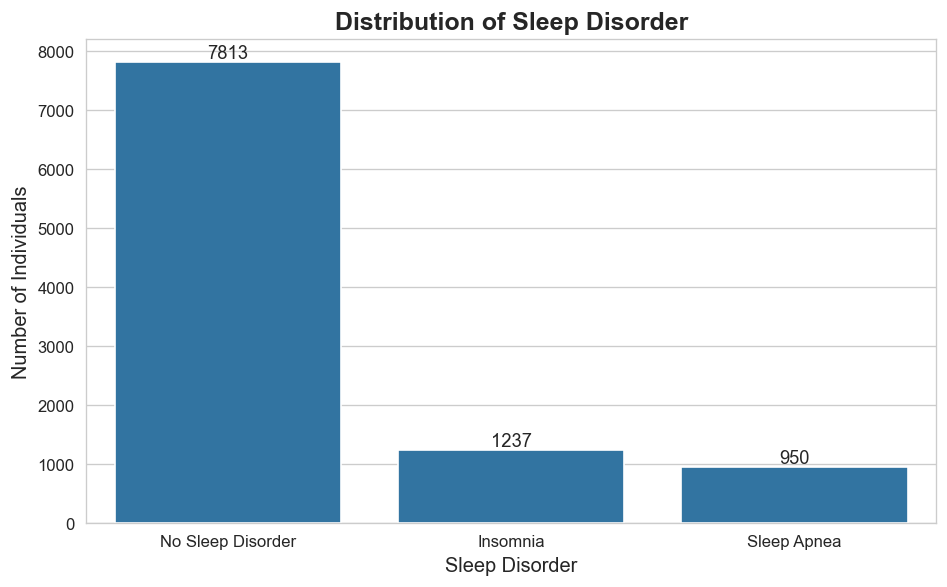 Distribution of Sleep Disorder
Number of Individuals
8000
7000
6000
5000
4000
3000
2000
1000
0
7813
1237
950
No Sleep Disorder
Insomnia
Sleep Apnea
Sleep Disorder